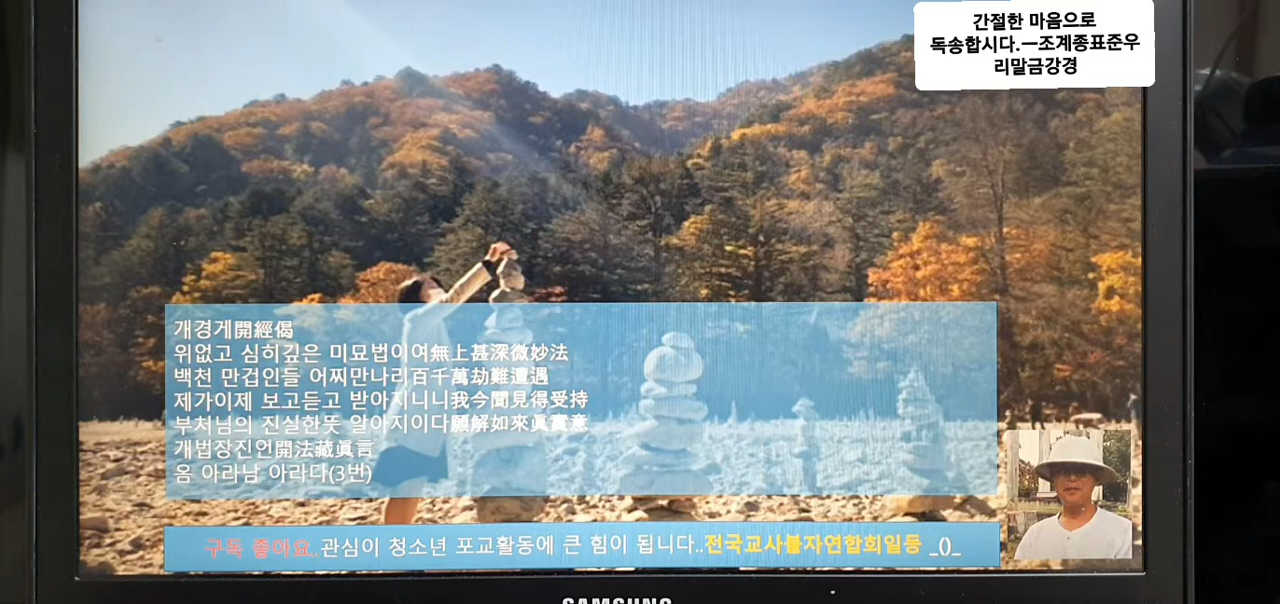 간절한 마음으로
독송합시다.ㅡ조계종표준우
리말금강경
개경게開經偈
위없고 심히깊은 미묘법이여無上甚深微妙法
백천 만겁인들 어찌만나리百千萬劫難遭遇
제가이제 보고듣고 받아지니니我今聞見得受持
부처님의 진실한뜻 알아지이다願解如來眞實意
개법장진언開法藏眞言
옴 아라남 아라다(3번)
구독 좋아요..관심이 청소년 포교활동에 큰 힘이 됩니다..전국교사불자연합회일등 _()_
SAMSUNG